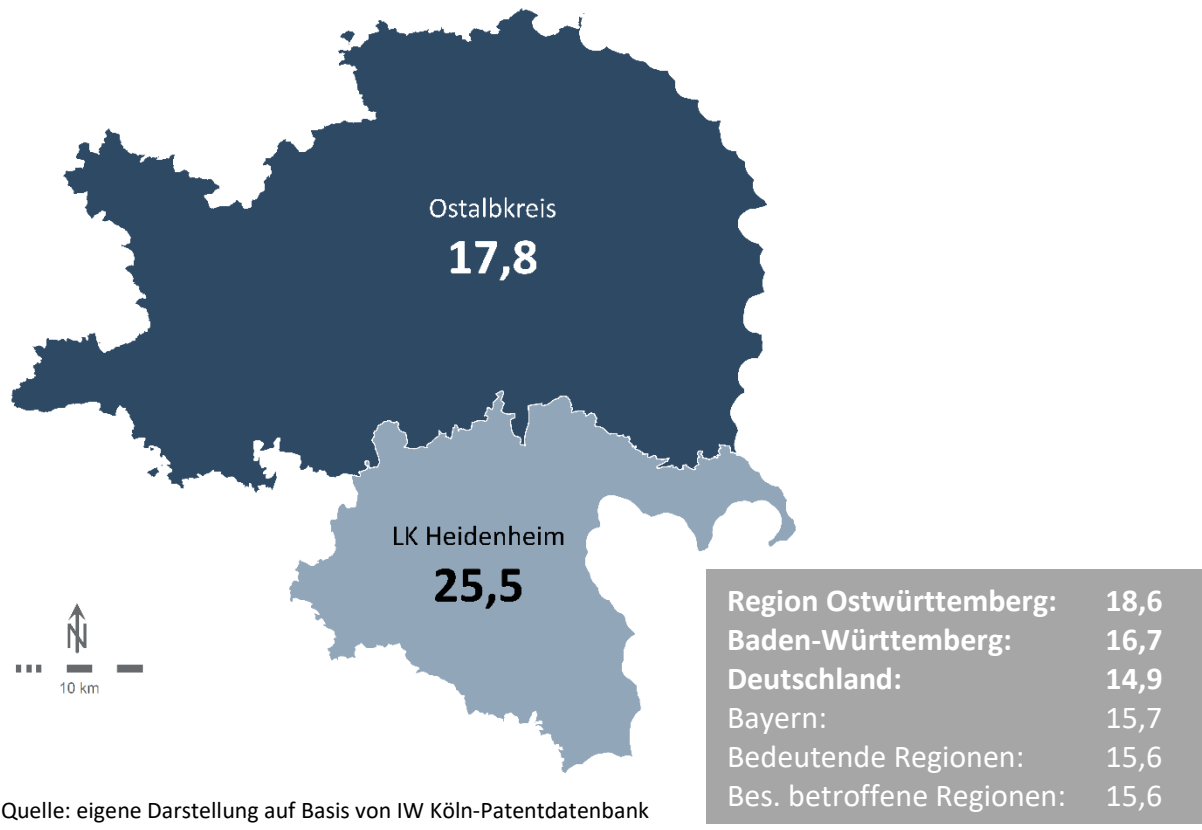 Ostalbkreis
17,8
LK Heidenheim
25,5
N
10 km
Region Ostwürttemberg: 18,6
Baden-Württemberg: 16,7
Deutschland: 14,9
Bayern: 15,7
Bedeutende Regionen: 15,6
Bes. betroffene Regionen: 15,6
Quelle: eigene Darstellung auf Basis von IW Köln-Patentdatenbank